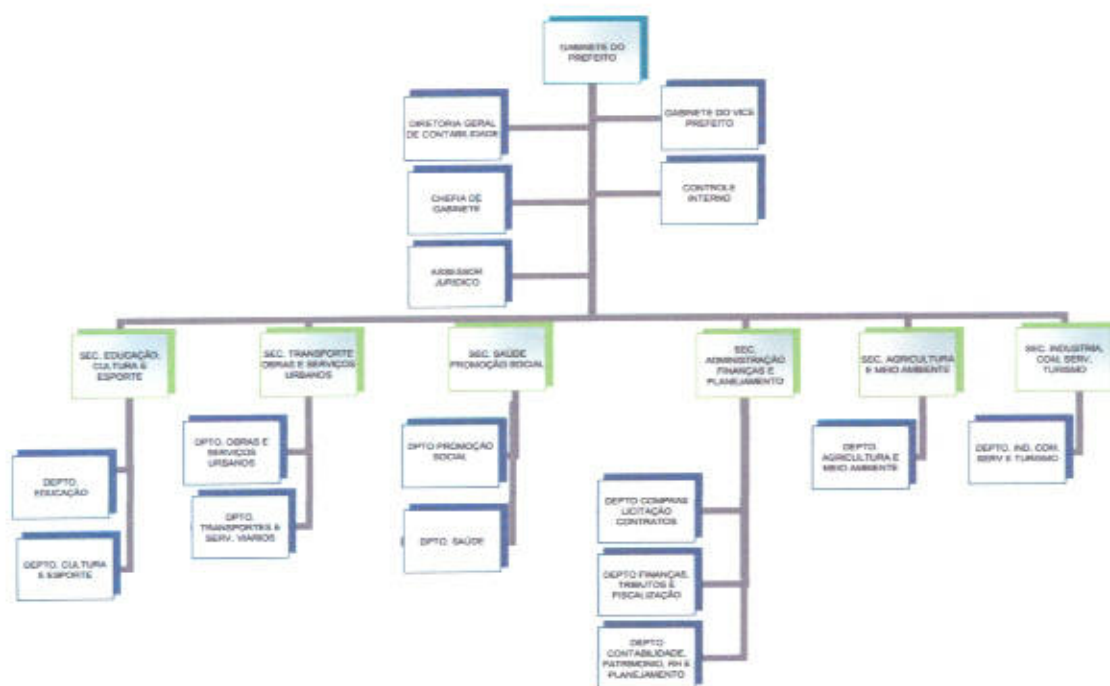 GABINETE DO
PREFEITO
DIRETORIA GERAL
DE CONTABILIDADE
GABINETE DO VICE
PREFEITO
CHEFIA DE
GABINETE
CONTROLE
INTERNO
ASSESSOR
JURIDICO
SEC. EDUCAÇÃO,
CULTURA E
ESPORTE
SEC. TRANSPORTE
OBRAS E SERVIÇOS
URBANOS
SEC. SAÚDE
PROMOÇÃO SOCIAL
SEC.
ADMINISTRAÇÃO
FINANÇAS E
PLANEJAMENTO
SEC. AGRICULTURA
E MEIO AMBIENTE
SEC. INDUSTRIA,
COM. SERV.
TURISMO
DEPTO.
EDUCAÇÃO
DEPTO. CULTURA
E ESPORTE
DPTO. OBRAS E
SERVIÇOS
URBANOS
DPTO.
TRANSPORTES E
SERV. VIÁRIOS
DPTO PROMOÇÃO
SOCIAL
DPTO. SAÚDE
DEPTO COMPRAS
LICITAÇÃO
CONTRATOS
DEPTO FINANÇAS,
TRIBUTOS E
FISCALIZAÇÃO
DEPTO
CONTABILIDADE,
PATRIMONIO, RH E
PLANEJAMENTO
DEPTO.
AGRICULTURA E
MEIO AMBIENTE
DEPTO. IND. COM.
SERV E TURISMO